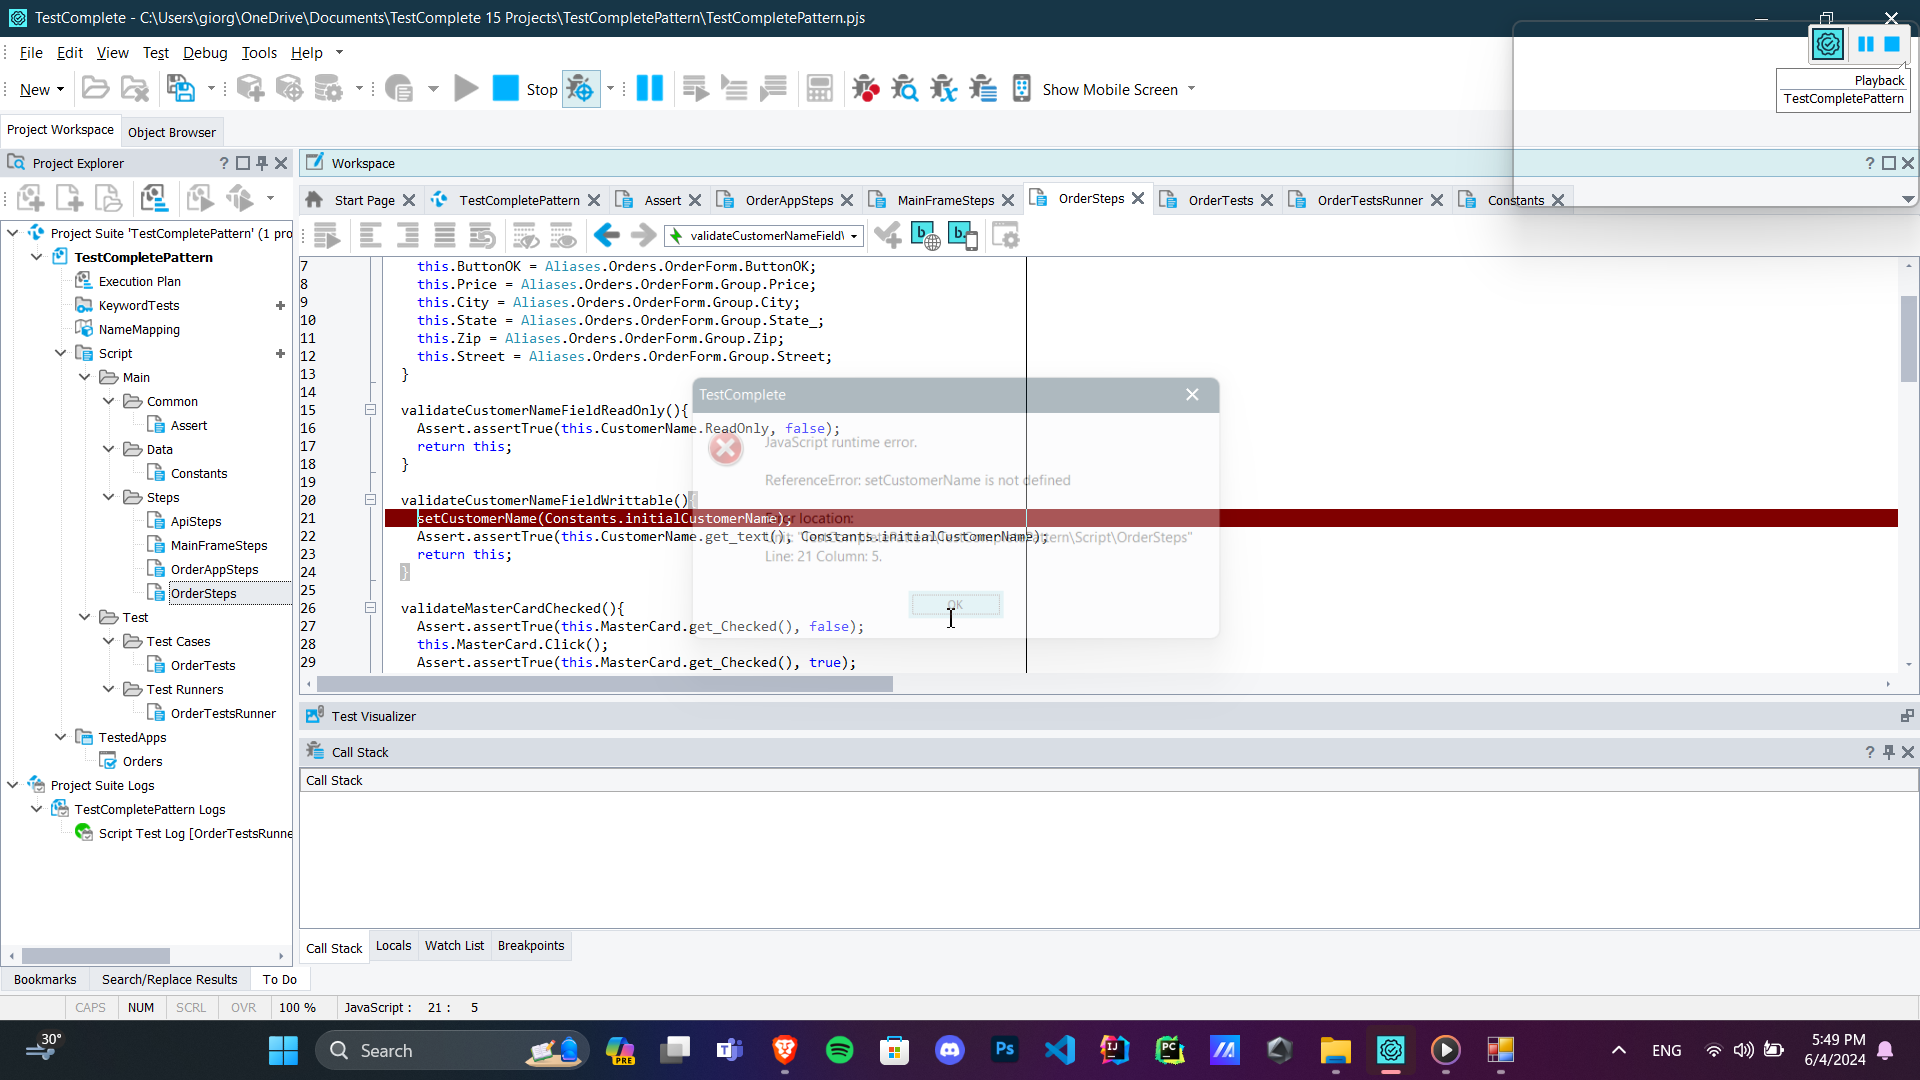 TestComplete - C:\Users\giorg\OneDrive\Documents\TestComplete 15 Projects\TestCompletePattern\TestCompletePattern.pjs
File Edit View Test Debug Tools Help
New Stop Show Mobile Screen
Playback
TestCompletePattern
Project Workspace Object Browser
Project Explorer
Workspace
Start Page TestCompletePattern Assert OrderAppSteps MainFrameSteps OrderSteps OrderTests OrderTestsRunner Constants
validateCustomerNameField\
Project Suite 'TestCompletePattern' (1 pro
TestCompletePattern
Execution Plan
KeywordTests
NameMapping
Script
Main
Common
Assert
Data
Constants
Steps
ApiSteps
MainFrameSteps
OrderAppSteps
OrderSteps
Test
Test Cases
OrderTests
Test Runners
OrderTestsRunner
TestedApps
Orders
Project Suite Logs
TestCompletePattern Logs
Script Test Log [OrderTestsRunne
7 this.ButtonOK = Aliases.Orders.OrderForm.ButtonOK;
8 this.Price = Aliases.Orders.OrderForm.Group.Price;
9 this.City = Aliases.Orders.OrderForm.Group.City;
10 this.State = Aliases.Orders.OrderForm.Group.State_;
11 this.Zip = Aliases.Orders.OrderForm.Group.Zip;
12 this.Street = Aliases.Orders.OrderForm.Group.Street;
13 }
14
15 validateCustomerNameFieldReadOnly(){
16 Assert.assertTrue(this.CustomerName.ReadOnly, false);
17 return this;
18 }
19
20 validateCustomerNameFieldWrittable(){
21 setCustomerName(Constants.initialCustomerName);
22 Assert.assertTrue(this.CustomerName.get_text(), Constants.initialCustomerName);
23 return this;
24 }
25
26 validateMasterCardChecked(){
27 Assert.assertTrue(this.MasterCard.get_Checked(), false);
28 this.MasterCard.Click();
29 Assert.assertTrue(this.MasterCard.get_Checked(), true);
TestComplete
JavaScript runtime error.
ReferenceError: setCustomerName is not defined
Error location:
Unit: "TestCompletePattern\TestCompletePattern\Script\OrderSteps"
Line: 21 Column: 5.
OK
Test Visualizer
Call Stack
Call Stack
Call Stack Locals Watch List Breakpoints
Bookmarks Search/Replace Results To Do
CAPS NUM SCRL OVR 100 % JavaScript : 21 : 5
30°
Search
PRE
Ps
IJ
PC
ENG
5:49 PM
6/4/2024